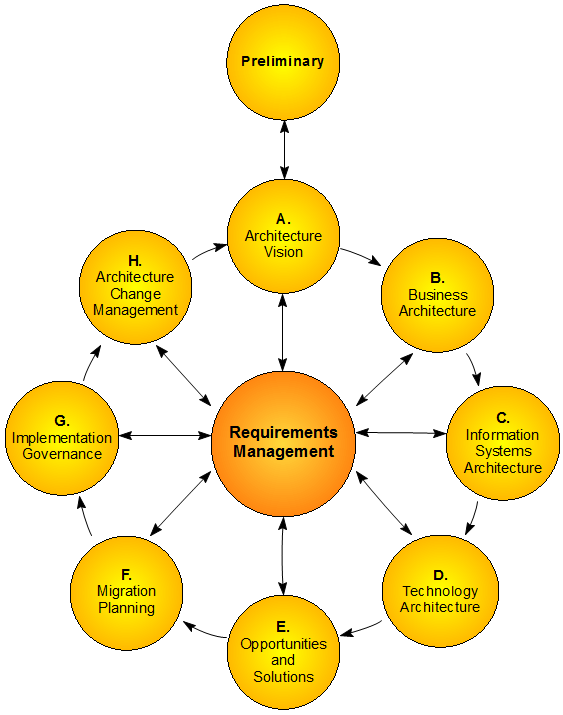 Preliminary
A.
Architecture
Vision
H.
Architecture
Change
Management
B.
Business
Architecture
G.
Implementation
Governance
Requirements
Management
C.
Information
Systems
Architecture
F.
Migration
Planning
D.
Technology
Architecture
E.
Opportunities
and
Solutions